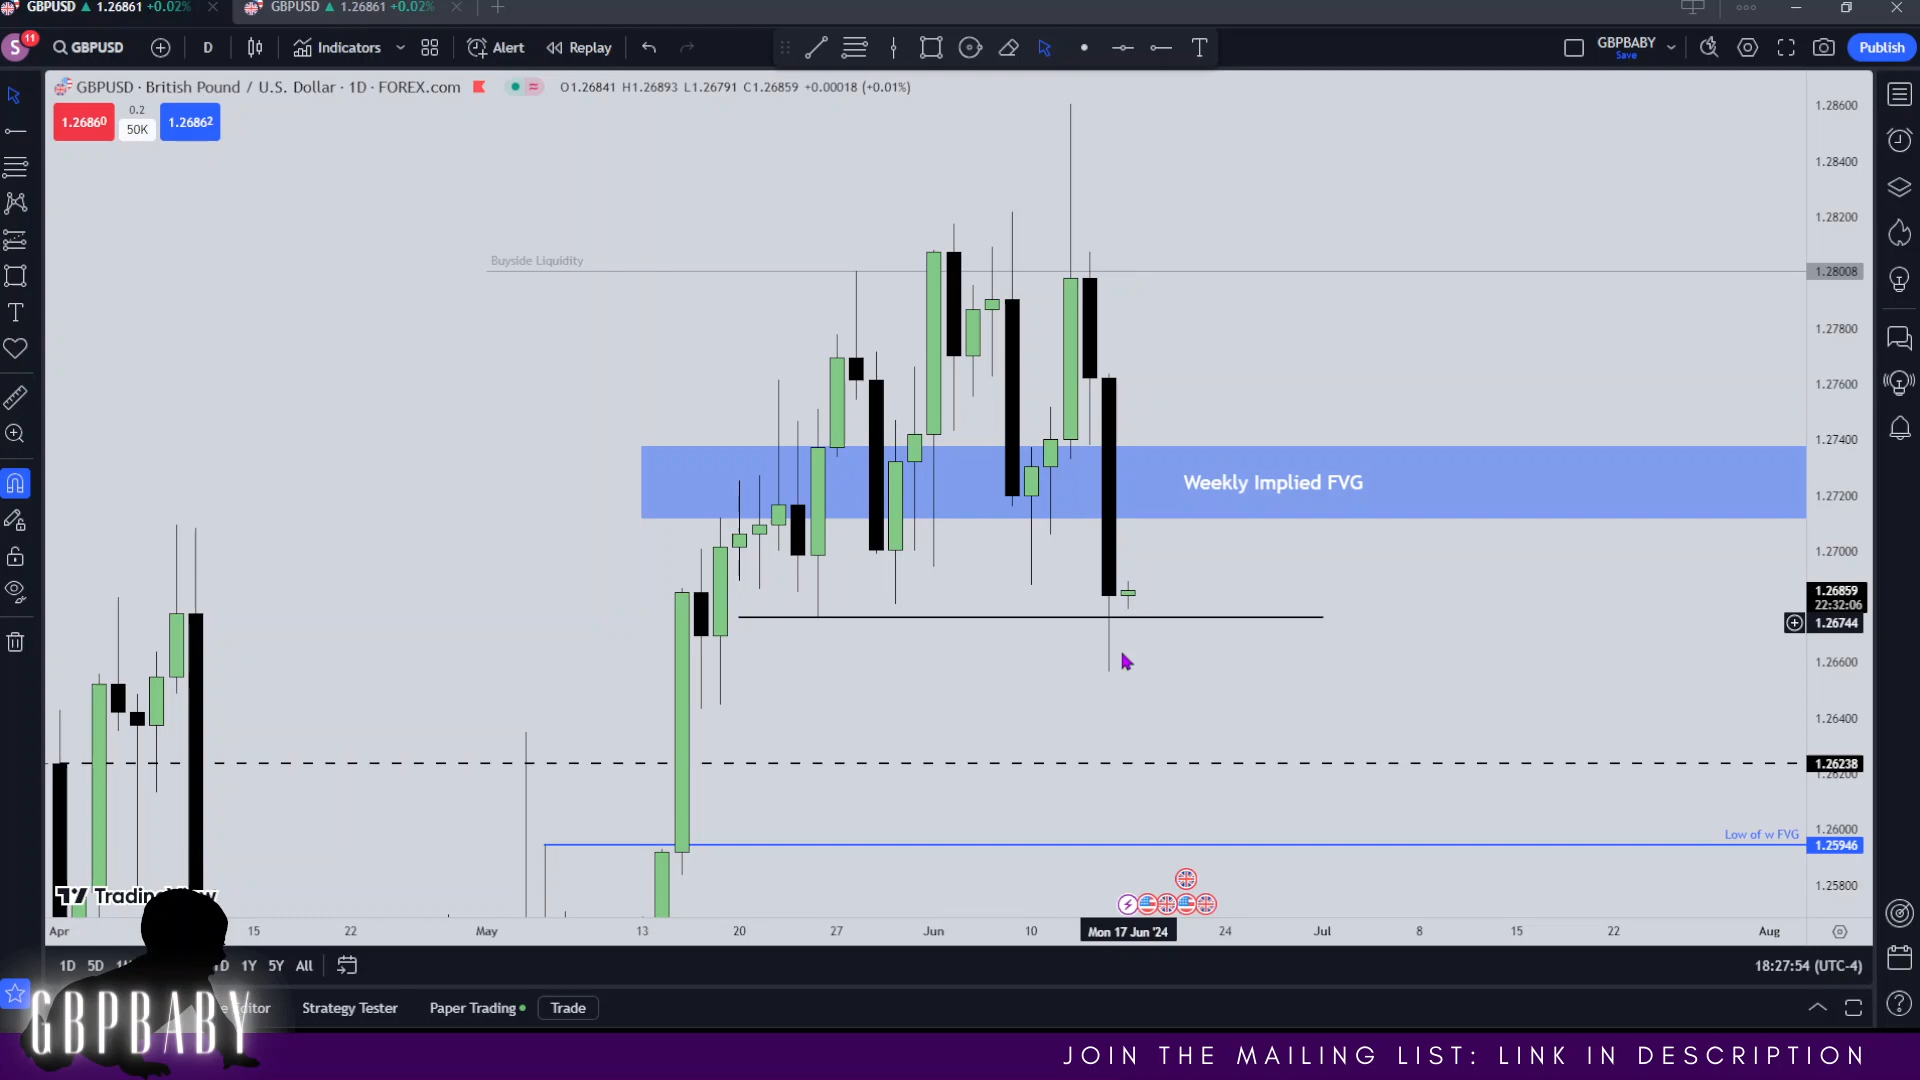 GBPUSD ▲ 1.26861 +0.02%
GBPUSD ▲ 1.26861 +0.02%
S 11 GBPUSD D Indicators Alert Replay GBPBABY Save Publish
GBPUSD · British Pound / U.S. Dollar · 1D · FOREX.com O1.26841 H1.26893 L1.26791 C1.26859 +0.00018 (+0.01%)
1.26860 0.2 50K 1.26862
1.28600
1.28400
1.28200
Buyside Liquidity
1.28008
1.27800
1.27600
1.27400
Weekly Implied FVG
1.27200
1.27000
1.26859
22:32:06
1.26744
1.26600
1.26400
1.26238
1.26200
1.26000
Low of w FVG
1.25946
1.25800
TradingView
Apr 15 22 May 13 20 27 Jun 10 Mon 17 Jun '24 24 Jul 8 15 22 Aug
1D 5D 1Y 5Y All 18:27:54 (UTC-4)
Editor Strategy Tester Paper Trading Trade
GBPBABY
JOIN THE MAILING LIST: LINK IN DESCRIPTION